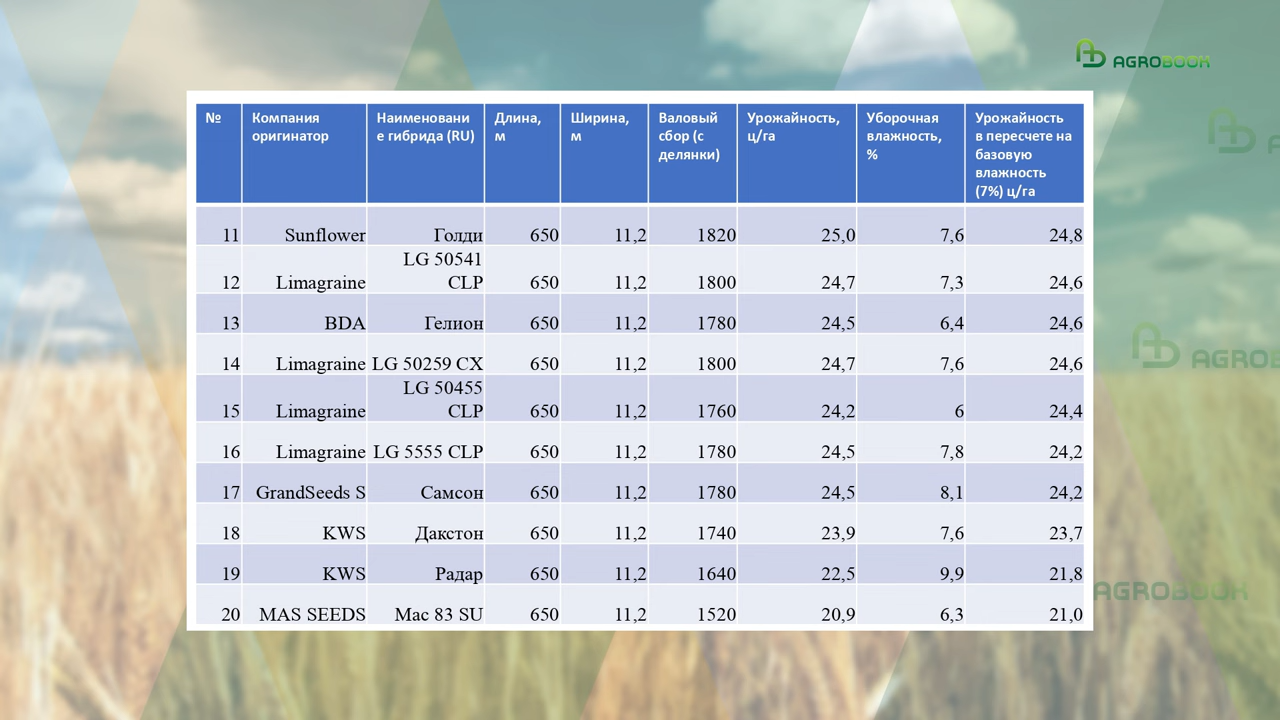 AGROBOOK
№ Компания оригинатор Наименование гибрида (RU) Длина, м Ширина, м Валовый сбор (с делянки) Урожайность, ц/га Уборочная влажность, % Урожайность в пересчете на базовую влажность (7%) ц/га
11 Sunflower Голди 650 11,2 1820 25,0 7,6 24,8
12 Limagraine LG 50541 CLP 650 11,2 1800 24,7 7,3 24,6
13 BDA Гелион 650 11,2 1780 24,5 6,4 24,6
14 Limagraine LG 50259 CX 650 11,2 1800 24,7 7,6 24,6
15 Limagraine LG 50455 CLP 650 11,2 1760 24,2 6 24,4
16 Limagraine LG 5555 CLP 650 11,2 1780 24,5 7,8 24,2
17 GrandSeeds S Самсон 650 11,2 1780 24,5 8,1 24,2
18 KWS Дакстон 650 11,2 1740 23,9 7,6 23,7
19 KWS Радар 650 11,2 1640 22,5 9,9 21,8
20 MAS SEEDS Мас 83 SU 650 11,2 1520 20,9 6,3 21,0
AGROB
AGROBOOK